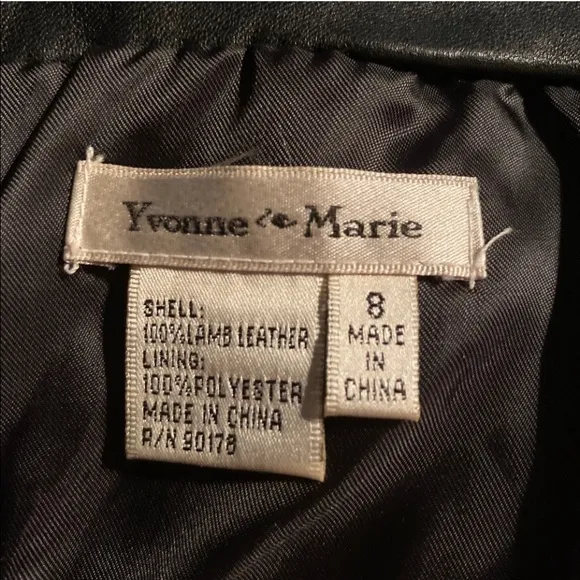 Yvonne Marie
SHELL:
100%LAMB LEATHER
LINING:
100%POLYESTER
MADE IN CHINA
R/N 90178
8
MADE
IN
CHINA